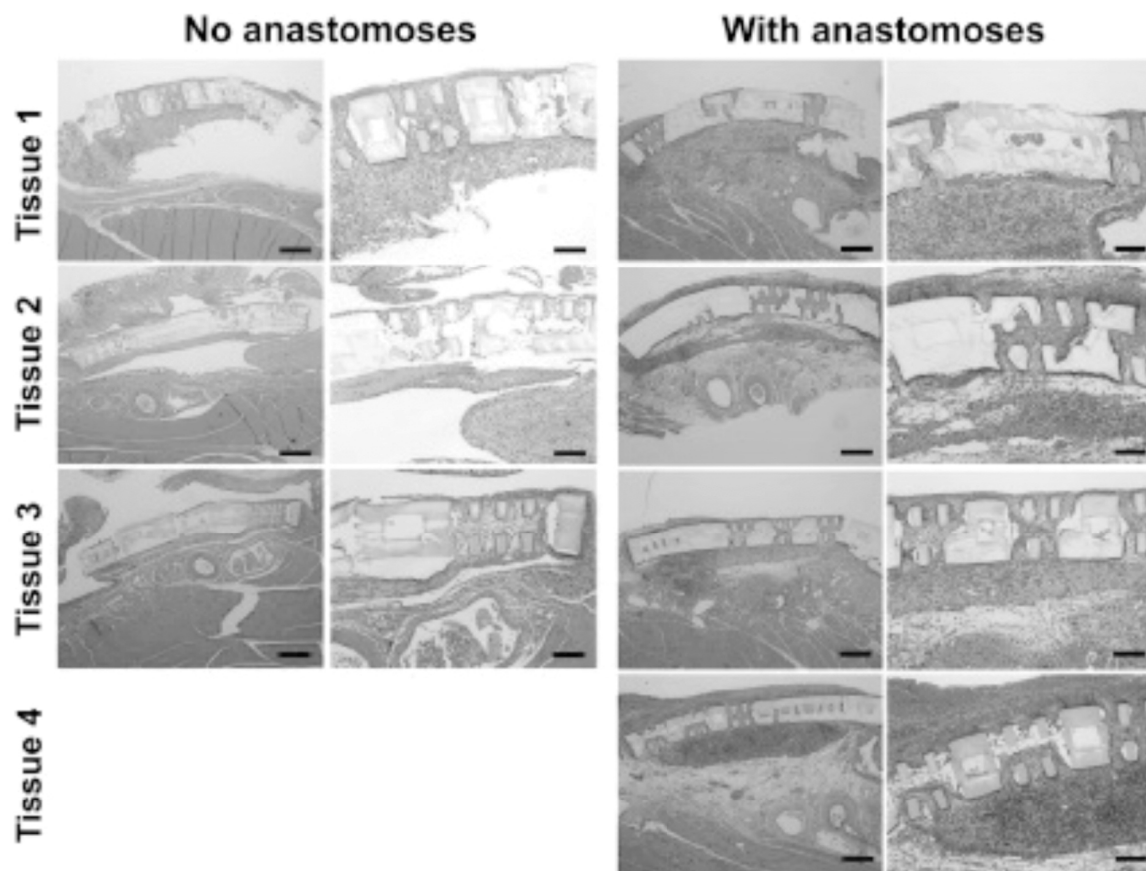 No anastomoses
With anastomoses
Tissue 1
Tissue 2
Tissue 3
Tissue 4